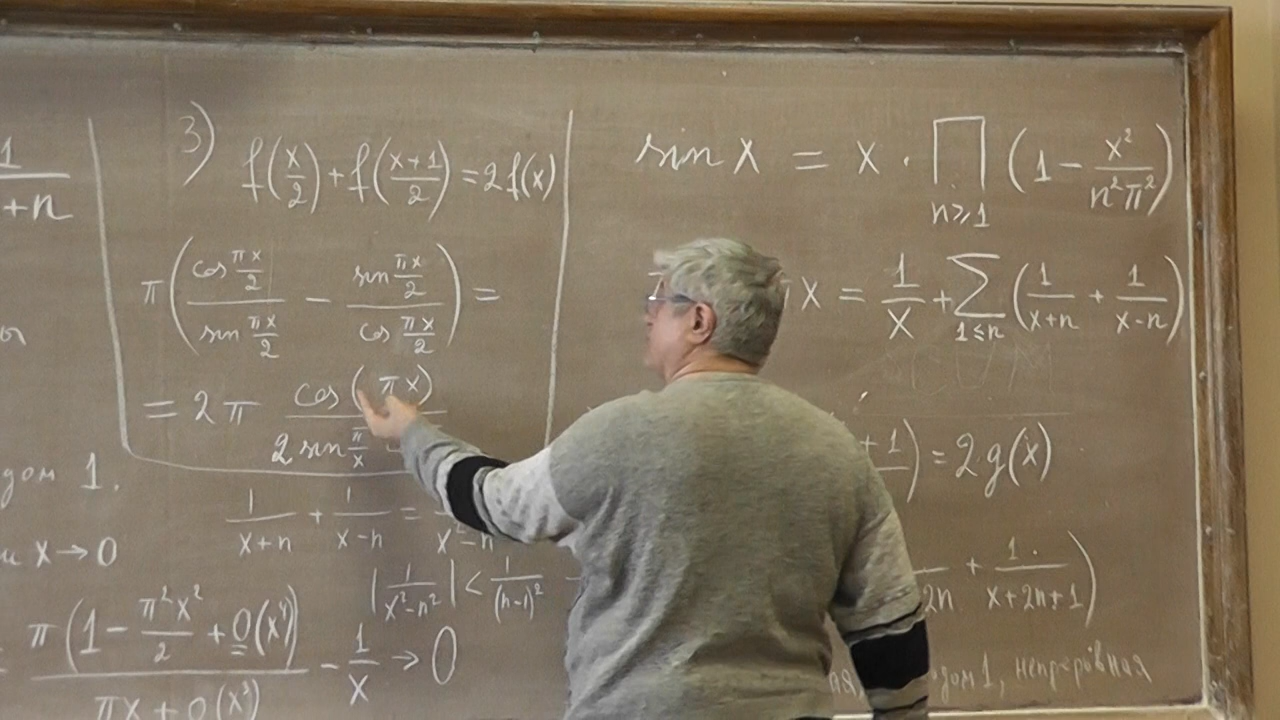 1
+n
ом 1.
x → 0
π(1 - π²x²/2 + o(x⁴)) / πx + o(x³) - 1/x → 0
3) f(x/2) + f((x+1)/2) = 2f(x)
π(cos πx/2 / sin πx/2 - sin πx/2 / cos πx/2) =
= 2π cos(πx) / 2 sin π/x
1/(x+n) + 1/(x-n) =
|1/(x²-n²)| < 1/(n-1)²
sin x = x · ∏ n≥1 (1 - x²/n²π²)
x = 1/x + ∑ 1≤n (1/(x+n) + 1/(x-n))
+1) = 2g(x)
2n + 1/(x+2n+1))
1, непрерывная